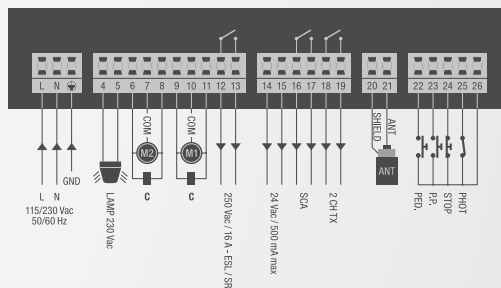 L N
4 5 6 7 8 9 10 11 12 13
14 15 16 17 18 19
20 21
22 23 24 25 26
COM
M2
C
COM
M1
C
L N
GND
115/230 Vac
50/60 Hz
LAMP 230 Vac
250 Vac / 16 A - ESL / SR
24 Vac / 500 mA max
SCA
2 CH TX
SHIELD
ANT
ANT
PED.
P.P.
STOP
PHOT